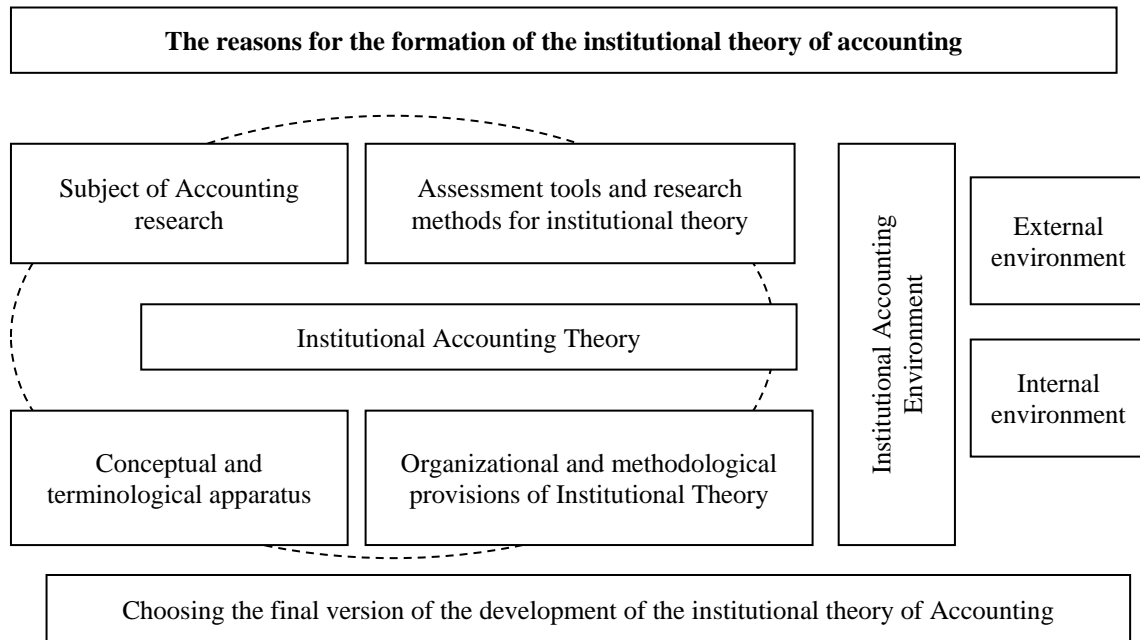 The reasons for the formation of the institutional theory of accounting
Subject of Accounting
research
Assessment tools and research
methods for institutional theory
Institutional Accounting Theory
Conceptual and
terminological apparatus
Organizational and methodological
provisions of Institutional Theory
Institutional Accounting
Environment
External
environment
Internal
environment
Choosing the final version of the development of the institutional theory of Accounting